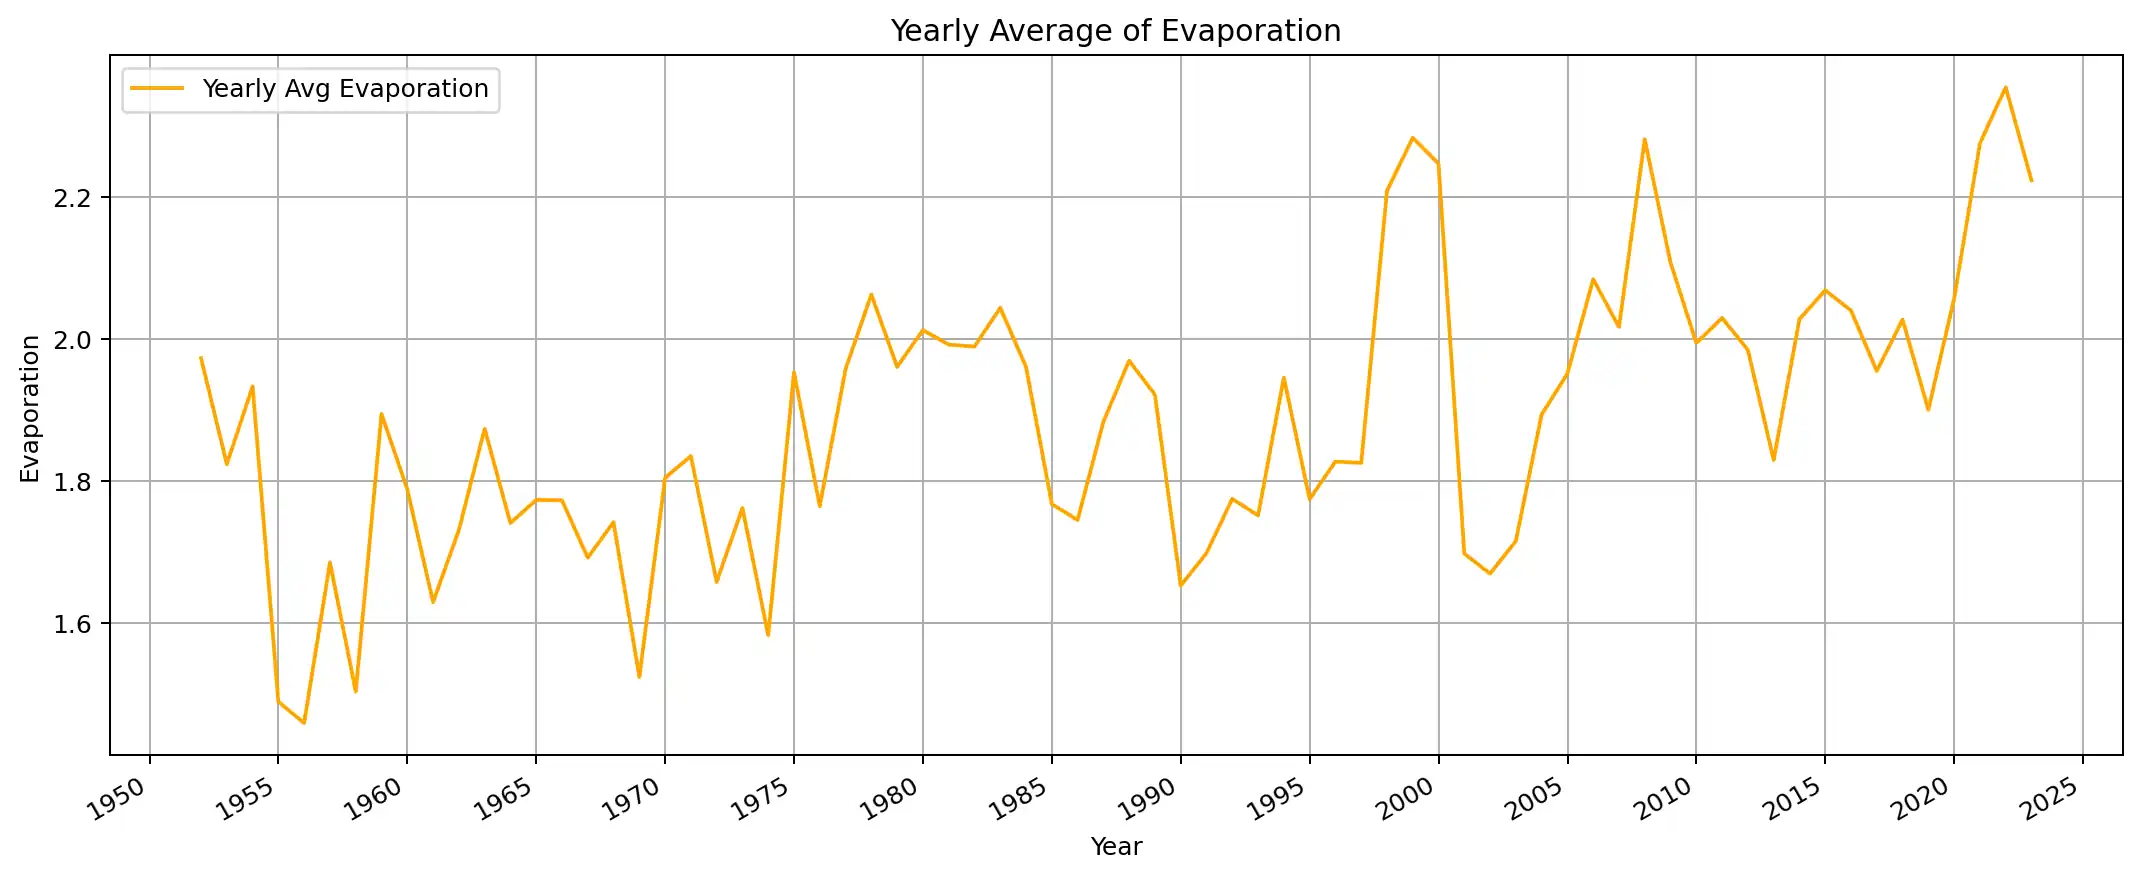 Yearly Average of Evaporation
Yearly Avg Evaporation
Evaporation
2.2
2.0
1.8
1.6
1950 1955 1960 1965 1970 1975 1980 1985 1990 1995 2000 2005 2010 2015 2020 2025
Year